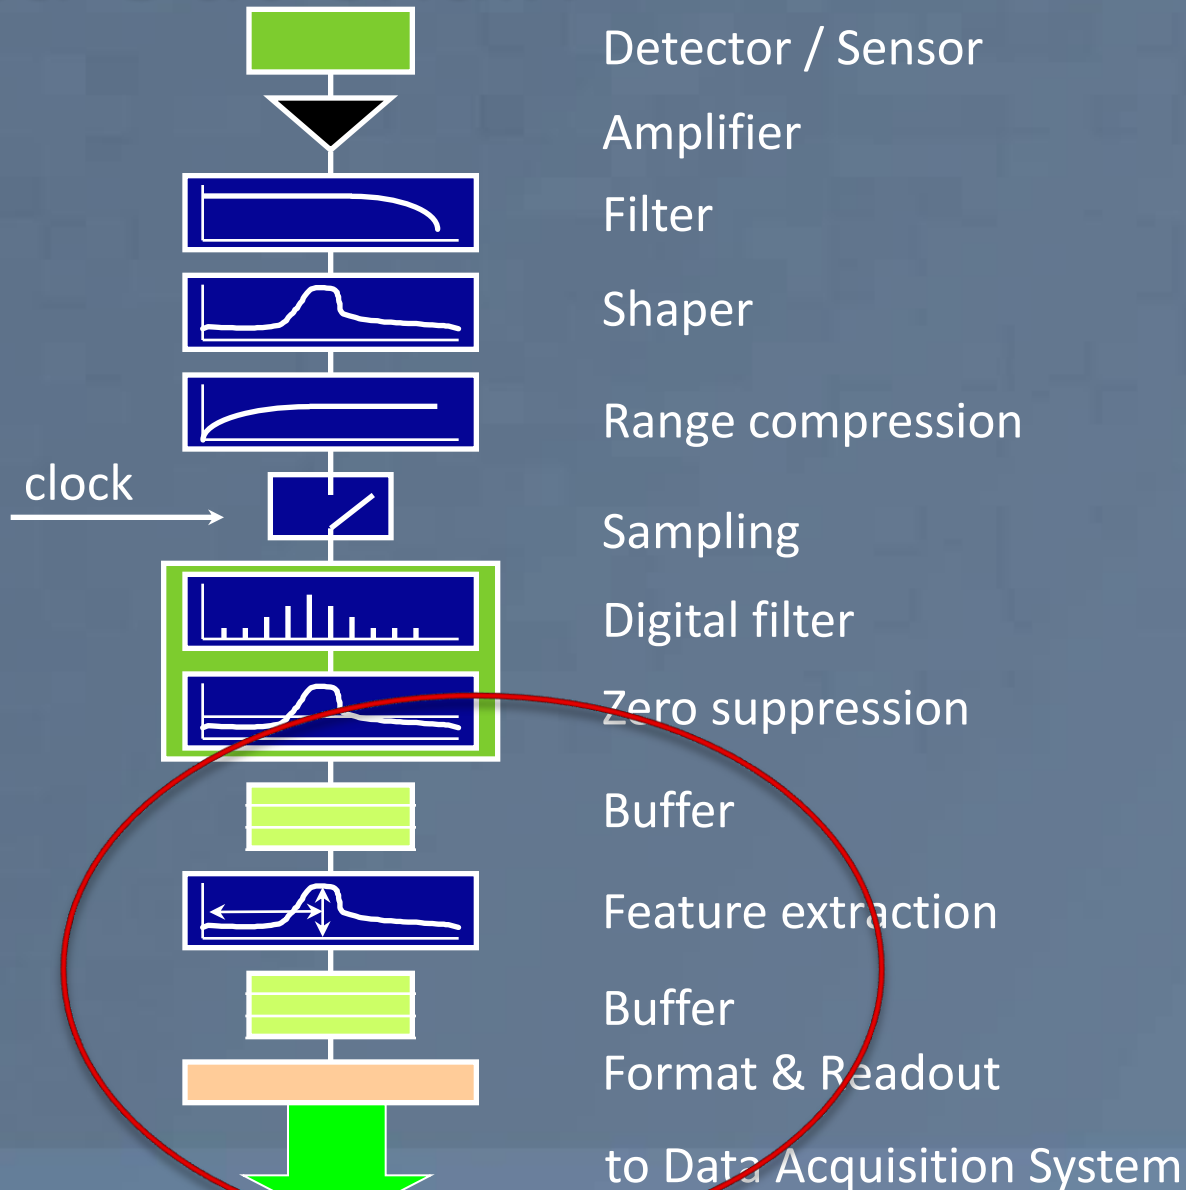 Detector / Sensor
Amplifier
Filter
Shaper
Range compression
clock
Sampling
Digital filter
Zero suppression
Buffer
Feature extraction
Buffer
Format & Readout
to Data Acquisition System